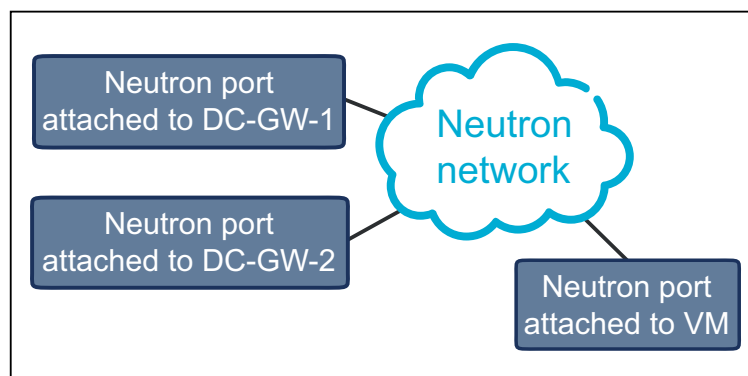 Neutron port
attached to DC-GW-1
Neutron
network
Neutron port
attached to DC-GW-2
Neutron port
attached to VM